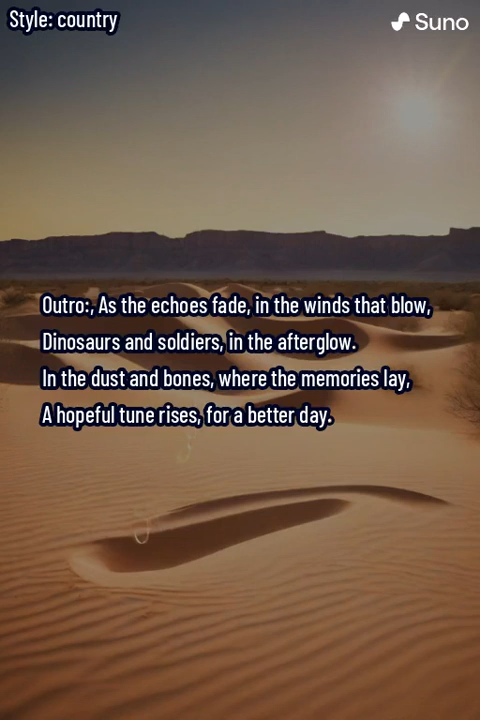 Style: country
Suno
Outro:, As the echoes fade, in the winds that blow,
Dinosaurs and soldiers, in the afterglow.
In the dust and bones, where the memories lay,
A hopeful tune rises, for a better day.